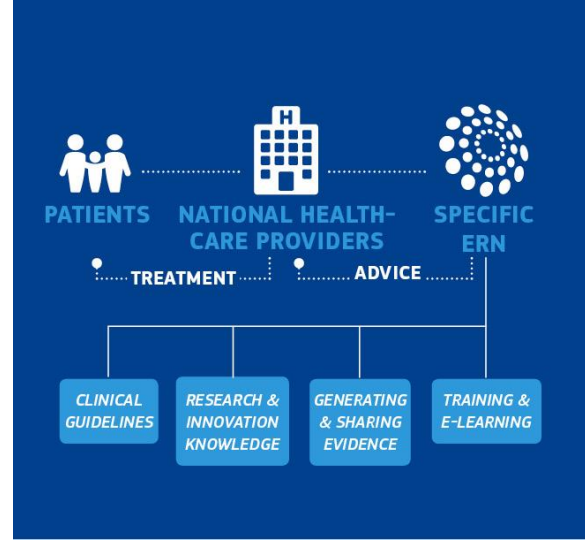 H
PATIENTS
NATIONAL HEALTH-
CARE PROVIDERS
SPECIFIC
ERN
TREATMENT
ADVICE
CLINICAL
GUIDELINES
RESEARCH &
INNOVATION
KNOWLEDGE
GENERATING
& SHARING
EVIDENCE
TRAINING &
E-LEARNING